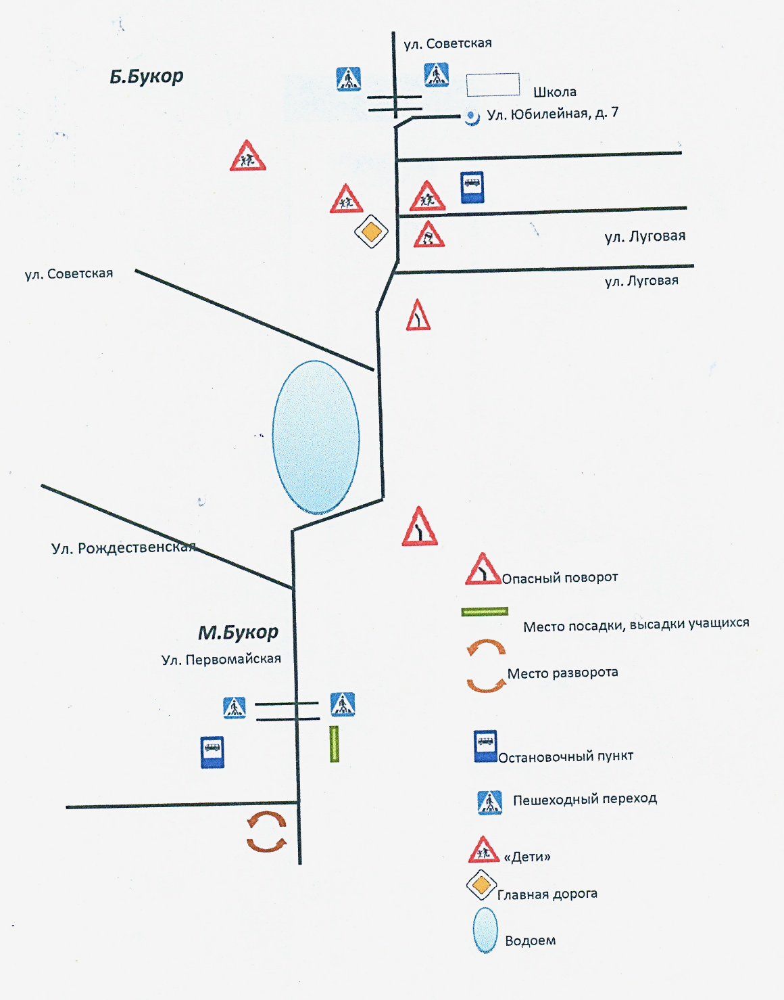 ул. Советская
Б.Букор
Школа
Ул. Юбилейная, д. 7
ул. Луговая
ул. Советская
ул. Луговая
Ул. Рождественская
Опасный поворот
Место посадки, высадки учащихся
М.Букор
Ул. Первомайская
Место разворота
Остановочный пункт
Пешеходный переход
«Дети»
Главная дорога
Водоем